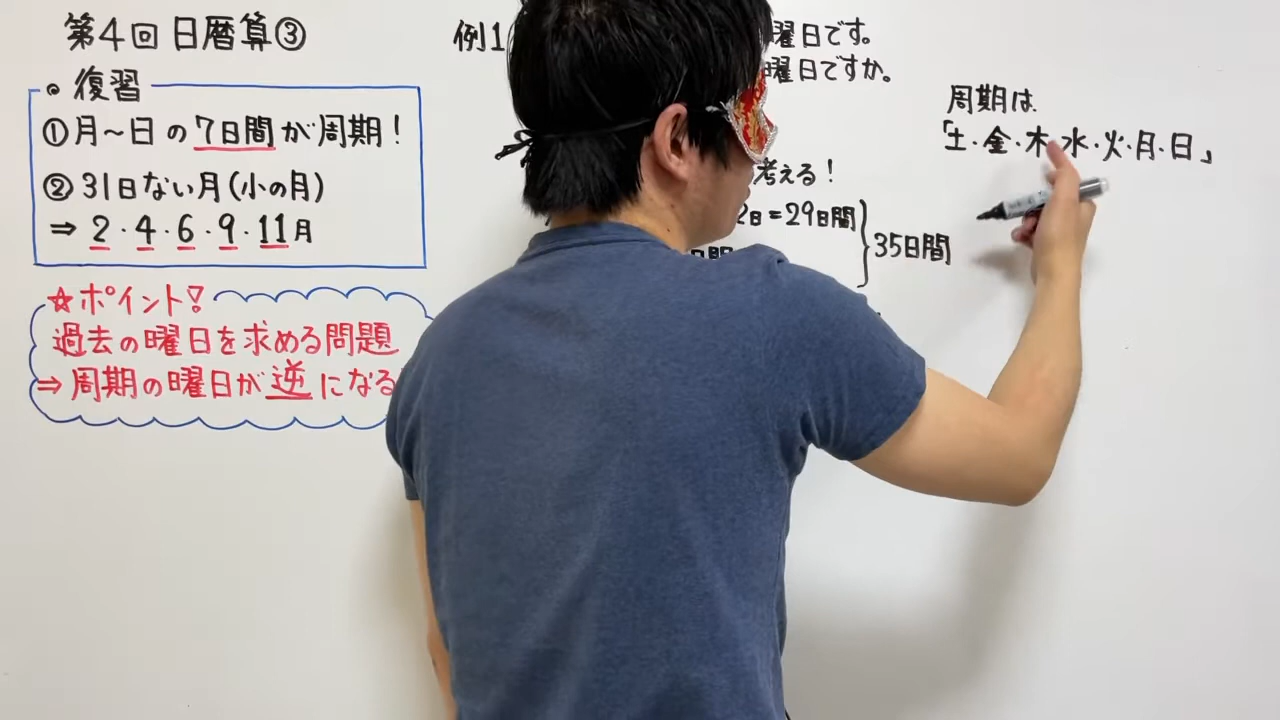 第4回 日暦算③
復習
①月～日の7日間が周期!
②31日ない月(小の月)
⇒ 2・4・6・9・11月
☆ポイント!
過去の曜日を求める問題
⇒周期の曜日が逆になる
例1
曜日です。
曜日ですか。
考える!
2日=29日間
日間
35日間
周期は
「土・金・木・水・火・月・日」